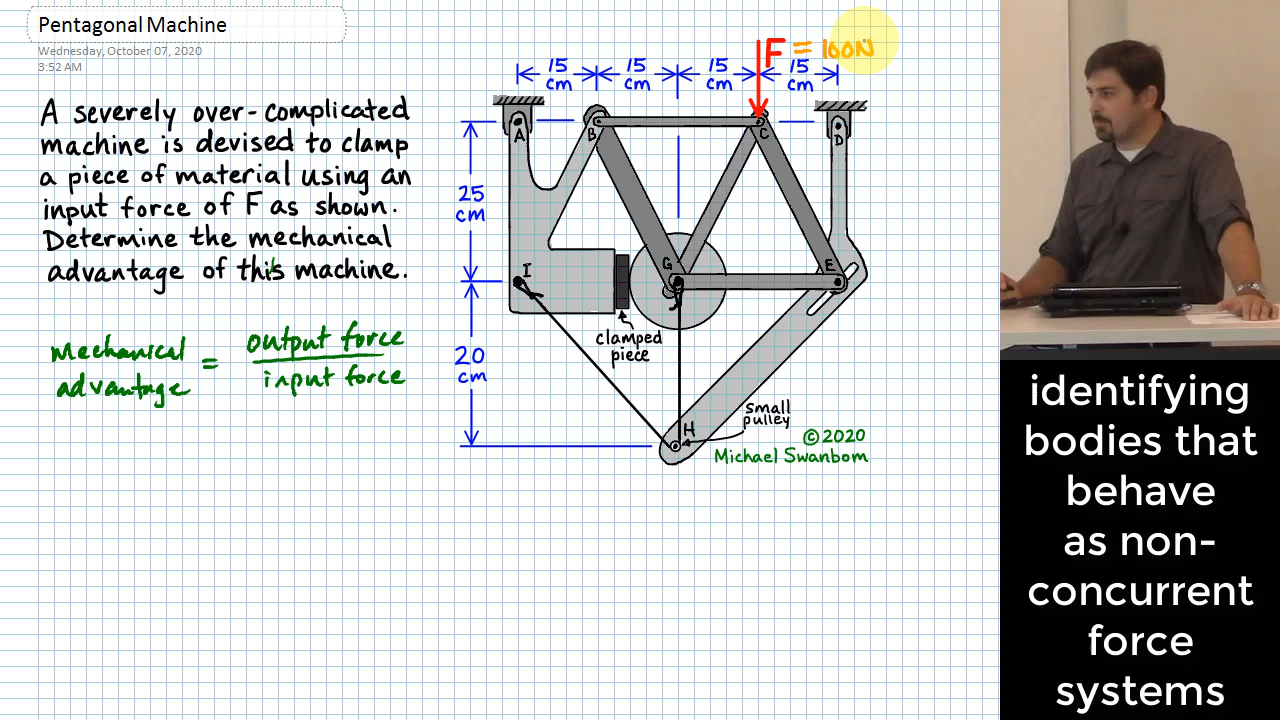 Pentagonal Machine
Wednesday, October 07, 2020
3:52 AM
A severely over-complicated
machine is devised to clamp
a piece of material using an
input force of F as shown.
Determine the mechanical
advantage of this machine.
Mechanical advantage = output force / input force
F = 100N
15 cm
15 cm
15 cm
15 cm
A
B
C
D
25 cm
I
G
E
clamped
piece
20 cm
H
small
pulley
©2020
Michael Swanbom
identifying
bodies that
behave
as non-
concurrent
force
systems